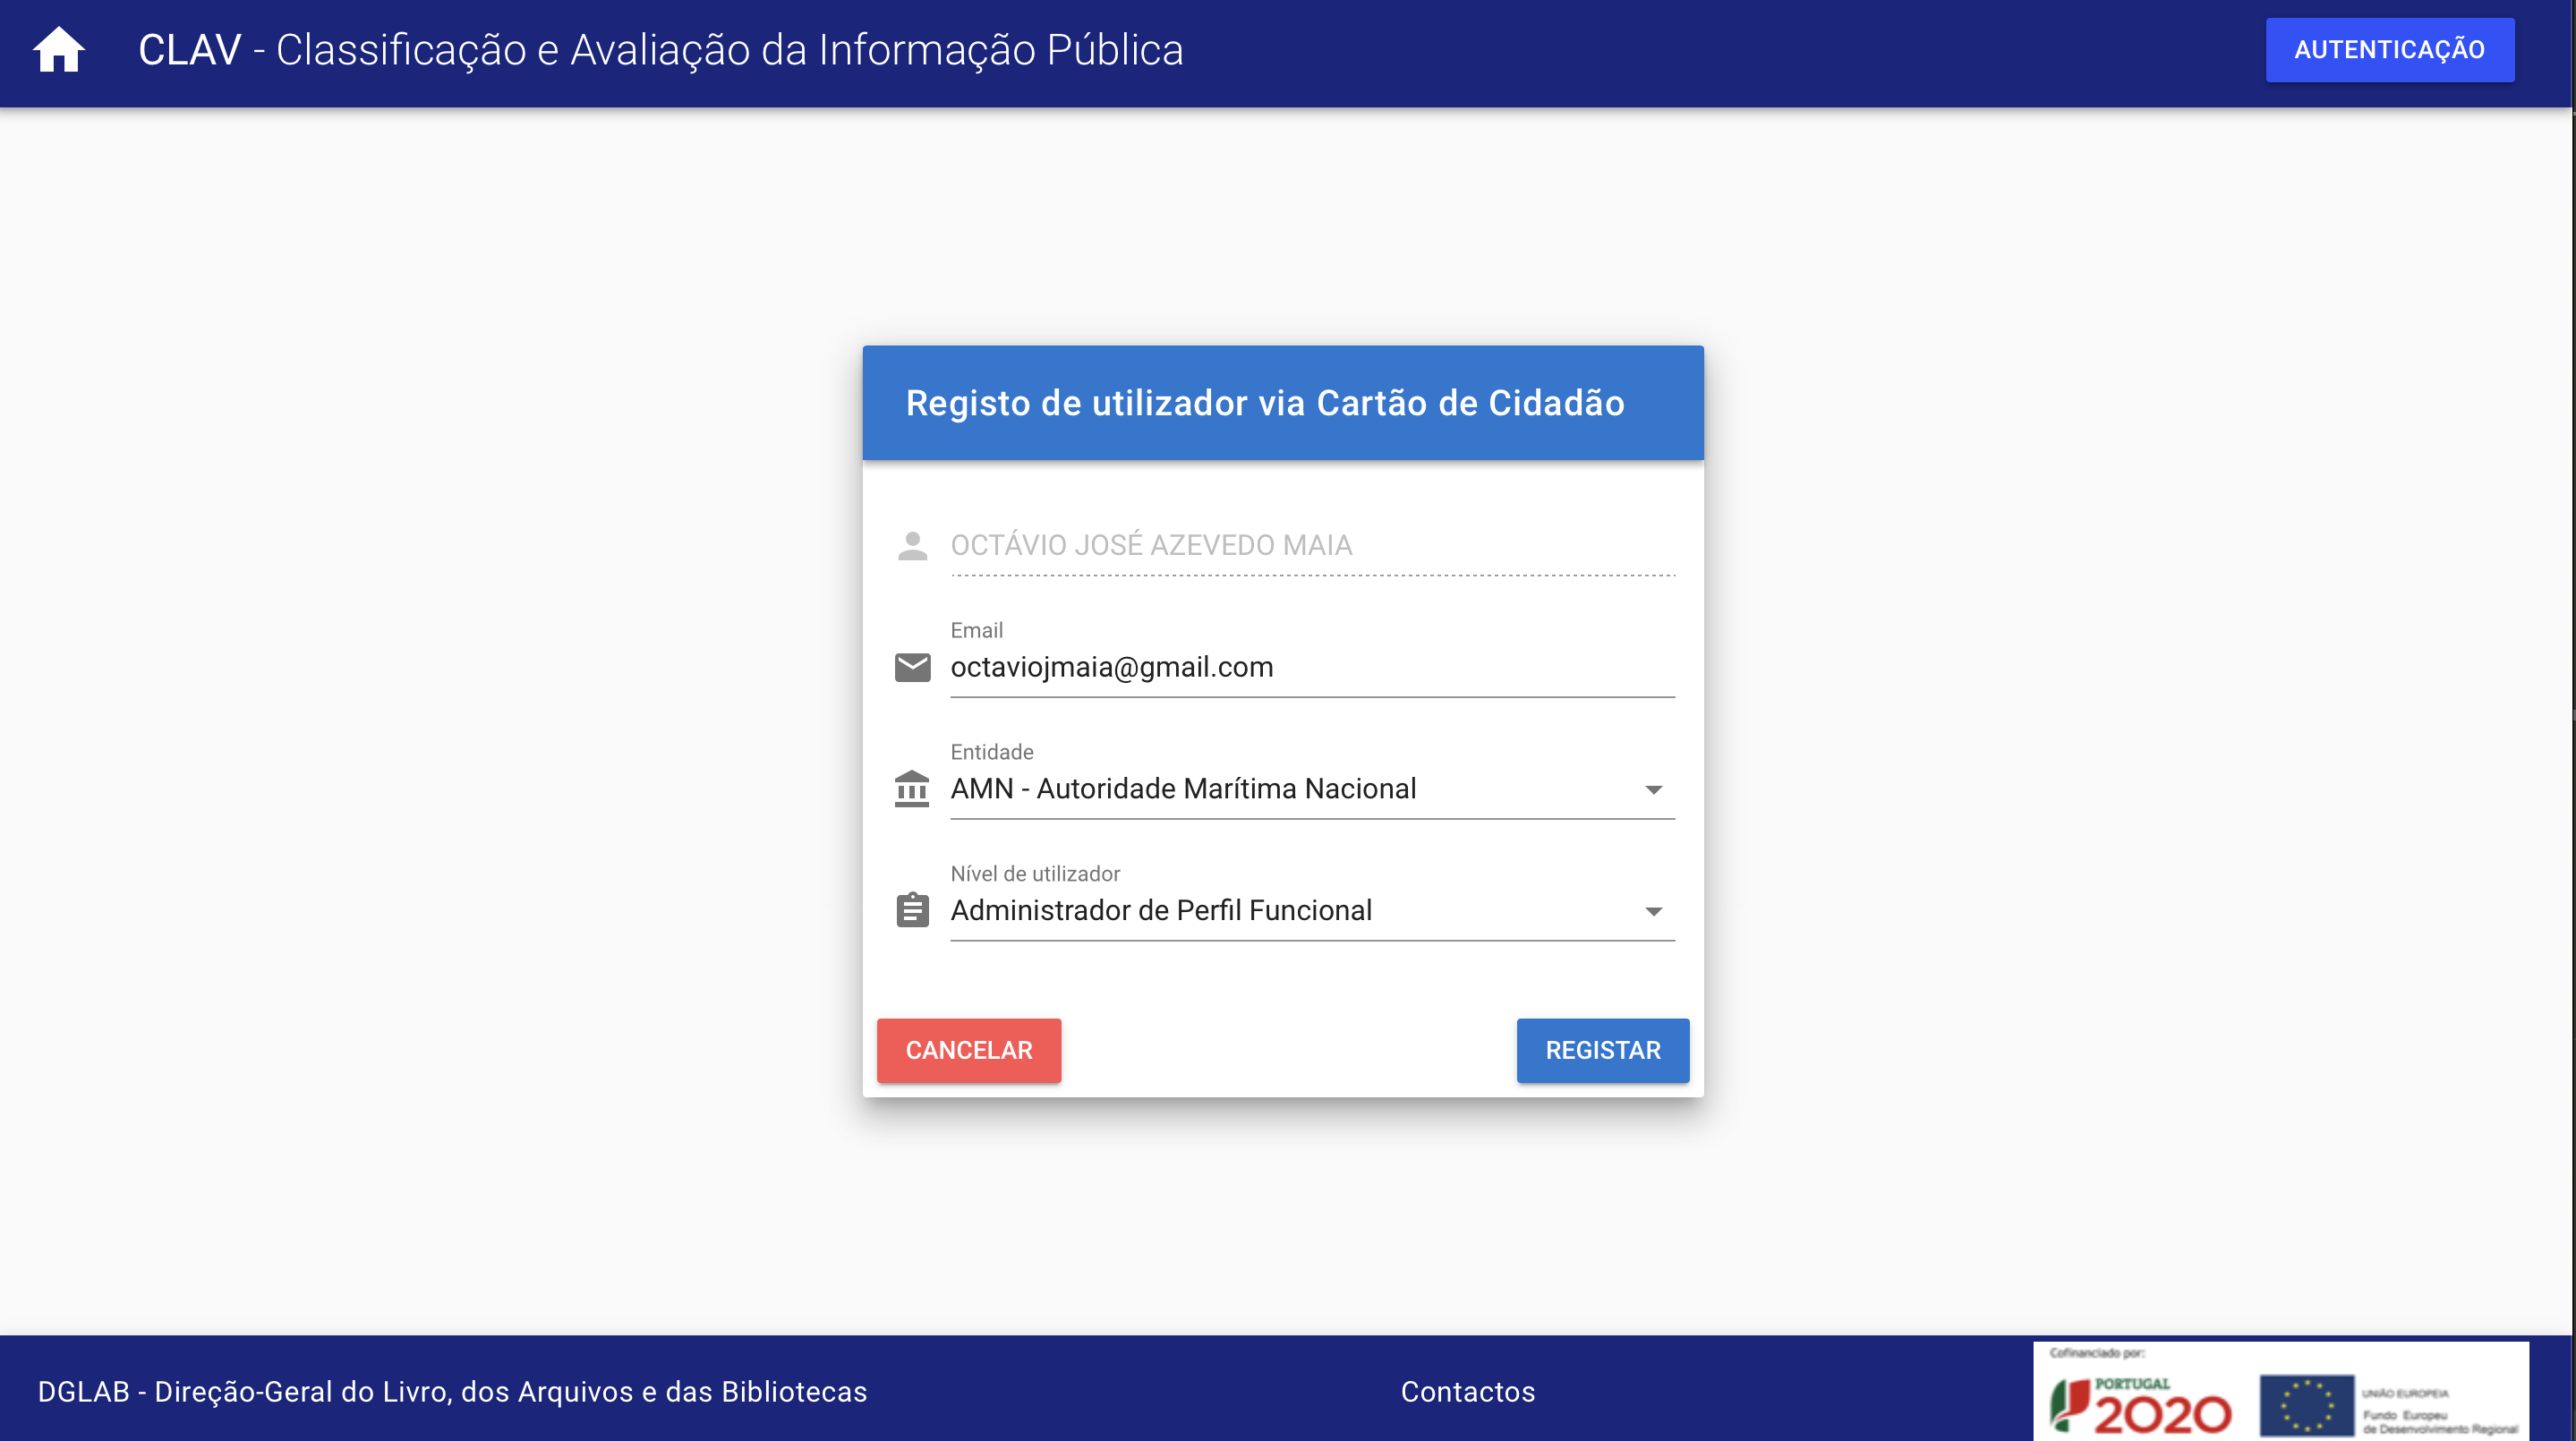 CLAV - Classificação e Avaliação da Informação Pública
AUTENTICAÇÃO
Registo de utilizador via Cartão de Cidadão
OCTÁVIO JOSÉ AZEVEDO MAIA
Email
octaviojmaia@gmail.com
Entidade
AMN - Autoridade Marítima Nacional
Nível de utilizador
Administrador de Perfil Funcional
CANCELAR
REGISTAR
DGLAB - Direção-Geral do Livro, dos Arquivos e das Bibliotecas
Contactos
Cofinanciado por:
PORTUGAL
2020
UNIÃO EUROPEIA
Fundo Europeu
de Desenvolvimento Regional